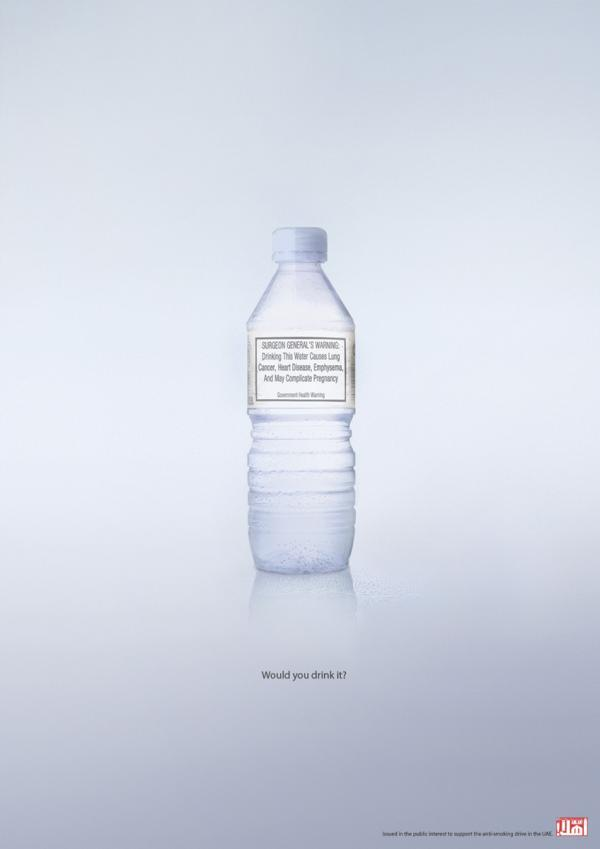 SURGEON GENERAL'S WARNING:
Drinking This Water Causes Lung
Cancer, Heart Disease, Emphysema,
And May Complicate Pregnancy
Government Health Warning
Would you drink it?
Issued in the public interest to support the anti-smoking drive in the UAE.
أهلا!